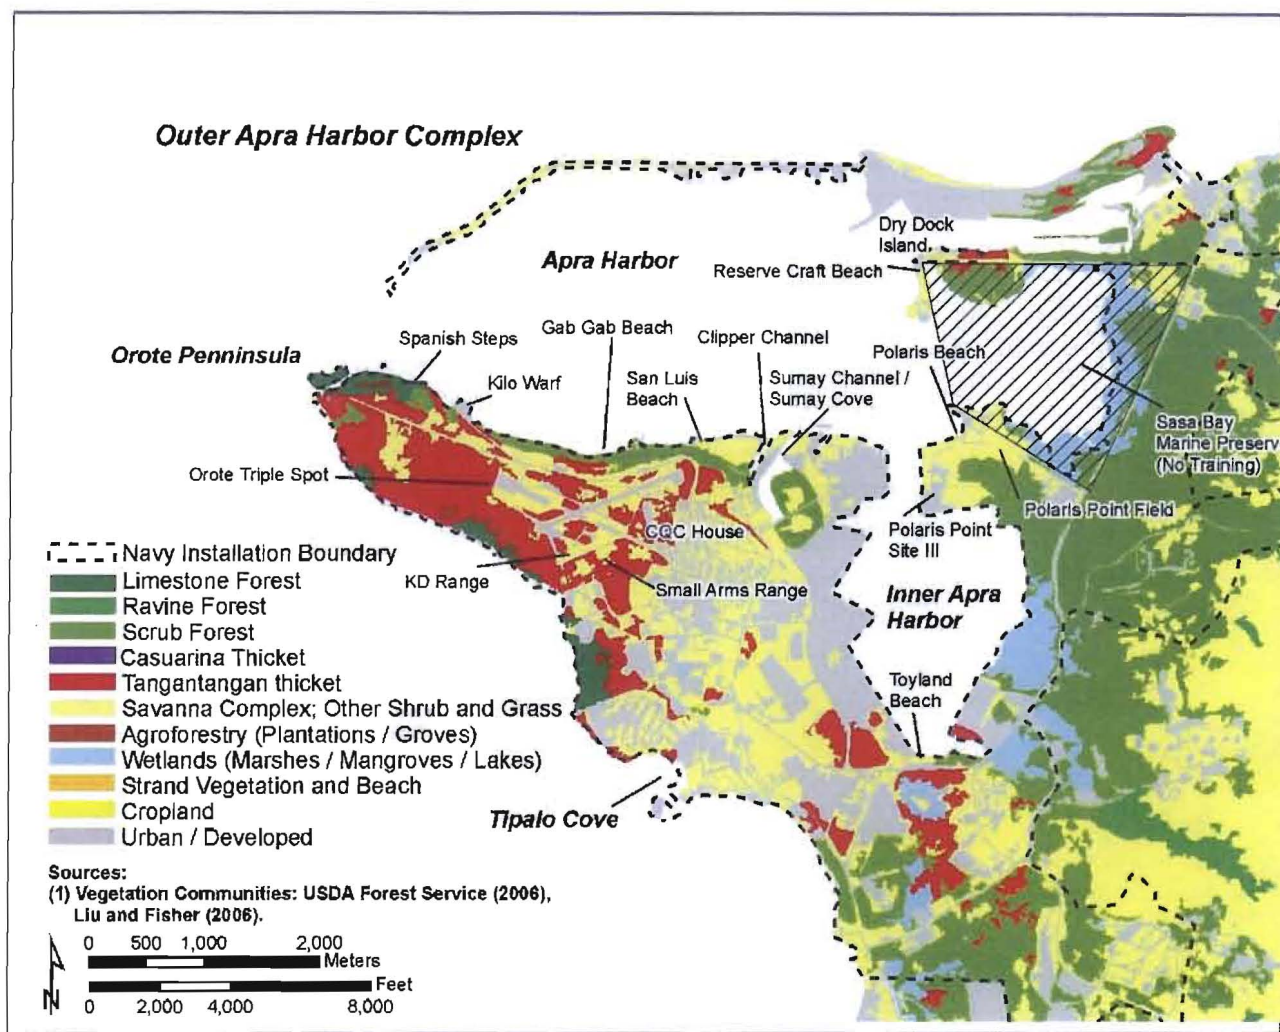 Outer Apra Harbor Complex
Dry Dock
Island
Apra Harbor
Reserve Craft Beach
Orote Penninsula
Spanish Steps
Gab Gab Beach
Clipper Channel
Polaris Beach
Kilo Warf
San Luis
Beach
Sumay Channel /
Sumay Cove
Sasa Bay
Marine Preserv
(No Training)
Orote Triple Spot
Polaris Point Field
CQC House
Polaris Point
Site III
KD Range
Small Arms Range
Inner Apra
Harbor
Toyland
Beach
Tipalo Cove
Navy Installation Boundary
Limestone Forest
Ravine Forest
Scrub Forest
Casuarina Thicket
Tangantangan thicket
Savanna Complex; Other Shrub and Grass
Agroforestry (Plantations / Groves)
Wetlands (Marshes / Mangroves / Lakes)
Strand Vegetation and Beach
Cropland
Urban / Developed
Sources:
(1) Vegetation Communities: USDA Forest Service (2006),
Liu and Fisher (2006).
0 500 1,000 2,000
Meters
Feet
0 2,000 4,000 8,000
N